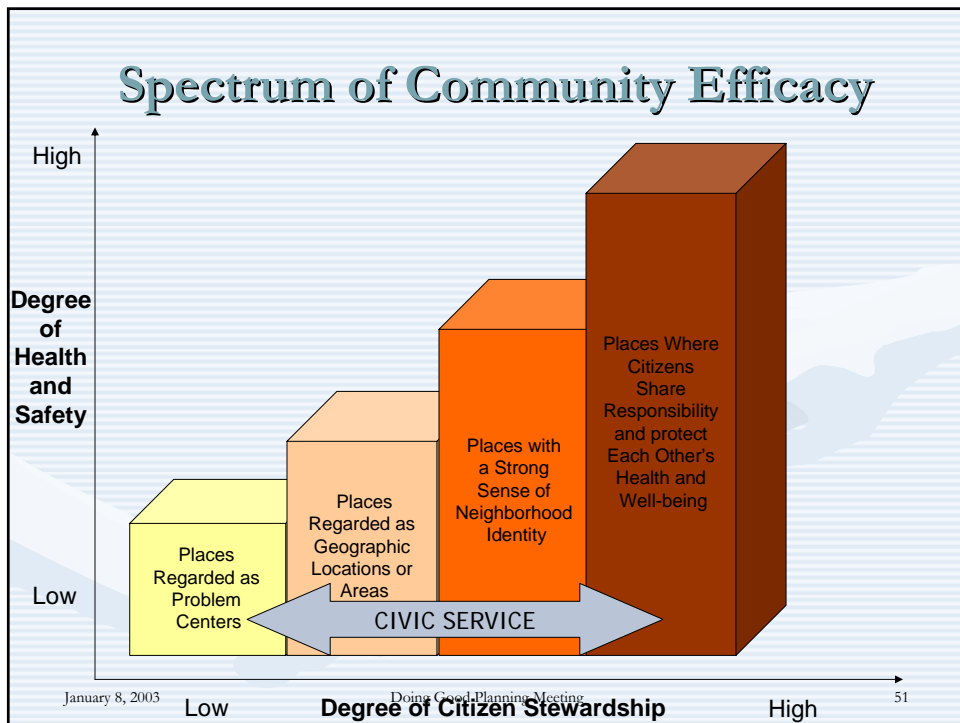 Spectrum of Community Efficacy
High
Degree
of
Health
and
Safety
Low
Places
Regarded as
Problem
Centers
Places
Regarded as
Geographic
Locations or
Areas
Places with
a Strong
Sense of
Neighborhood
Identity
Places Where
Citizens
Share
Responsibility
and protect
Each Other's
Health and
Well-being
CIVIC SERVICE
Low
Degree of Citizen Stewardship
High
January 8, 2003
Doing Good Planning Meeting
51